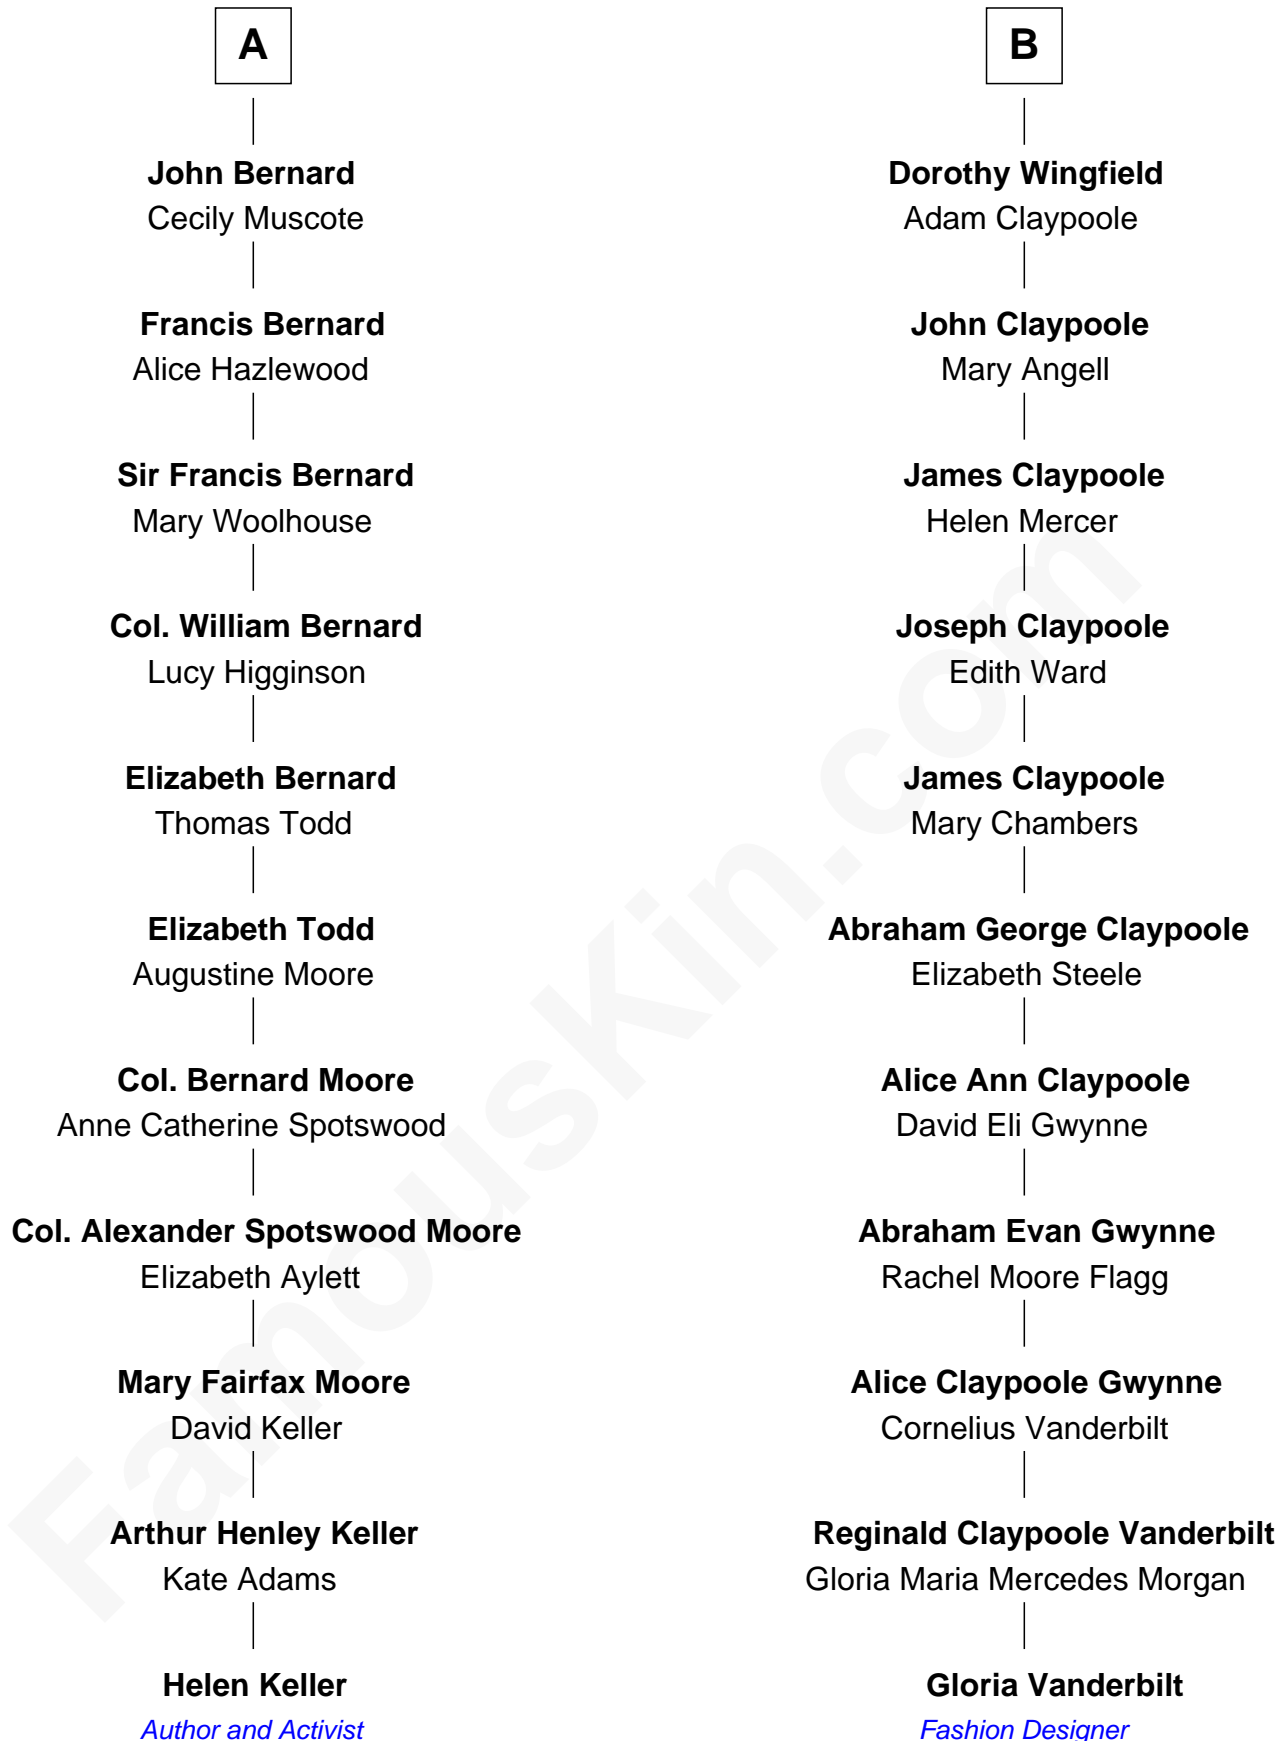 A
John Bernard
Cecily Muscote
Francis Bernard
Alice Hazlewood
Sir Francis Bernard
Mary Woolhouse
Col. William Bernard
Lucy Higginson
Elizabeth Bernard
Thomas Todd
Elizabeth Todd
Augustine Moore
Col. Bernard Moore
Anne Catherine Spotswood
Col. Alexander Spotswood Moore
Elizabeth Aylett
Mary Fairfax Moore
David Keller
Arthur Henley Keller
Kate Adams
Helen Keller
Author and Activist
B
Dorothy Wingfield
Adam Claypoole
John Claypoole
Mary Angell
James Claypoole
Helen Mercer
Joseph Claypoole
Edith Ward
James Claypoole
Mary Chambers
Abraham George Claypoole
Elizabeth Steele
Alice Ann Claypoole
David Eli Gwynne
Abraham Evan Gwynne
Rachel Moore Flagg
Alice Claypoole Gwynne
Cornelius Vanderbilt
Reginald Claypoole Vanderbilt
Gloria Maria Mercedes Morgan
Gloria Vanderbilt
Fashion Designer
FamousKin.com